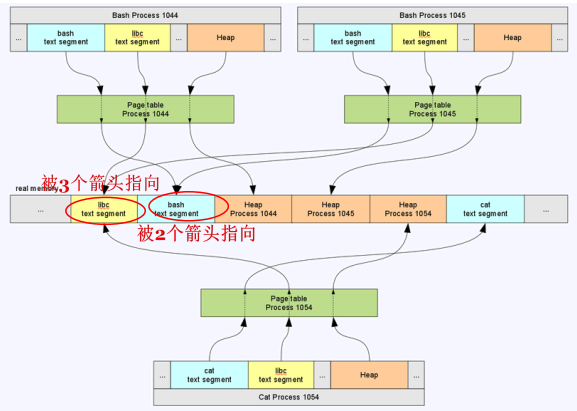 Bash Process 1044
Bash Process 1045
...
bash
text segment
libc
text segment
...
Heap
...
...
bash
text segment
libc
text segment
...
Heap
...
Page table
Process 1044
Page table
Process 1045
被3个箭头指向
real memory
...
libc
text segment
bash
text segment
Heap
Process 1044
Heap
Process 1045
Heap
Process 1054
cat
text segment
...
被2个箭头指向
Page table
Process 1054
...
cat
text segment
libc
text segment
...
Heap
...
Cat Process 1054